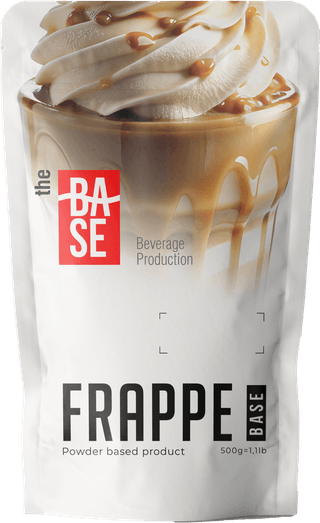 the
BA
SE
Beverage
Production
FRAPPE BASE
Powder based product 500g=1,1lb